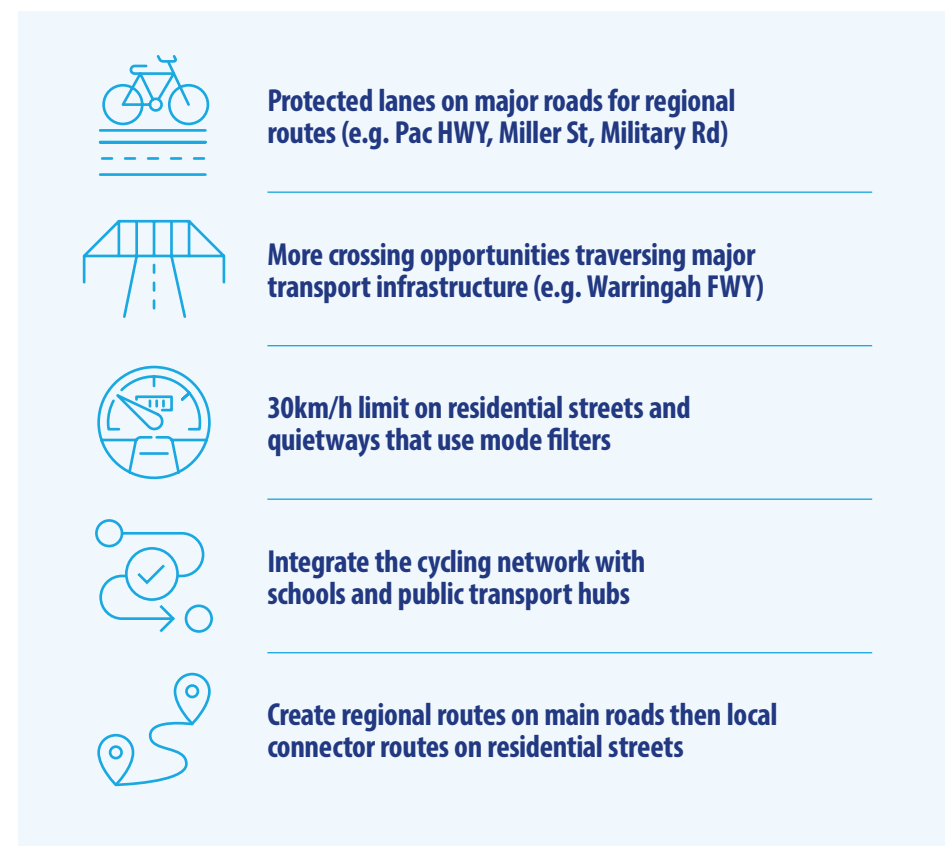 Protected lanes on major roads for regional
routes (e.g. Pac HWY, Miller St, Military Rd)
More crossing opportunities traversing major
transport infrastructure (e.g. Warringah FWY)
30km/h limit on residential streets and
quietways that use mode filters
Integrate the cycling network with
schools and public transport hubs
Create regional routes on main roads then local
connector routes on residential streets